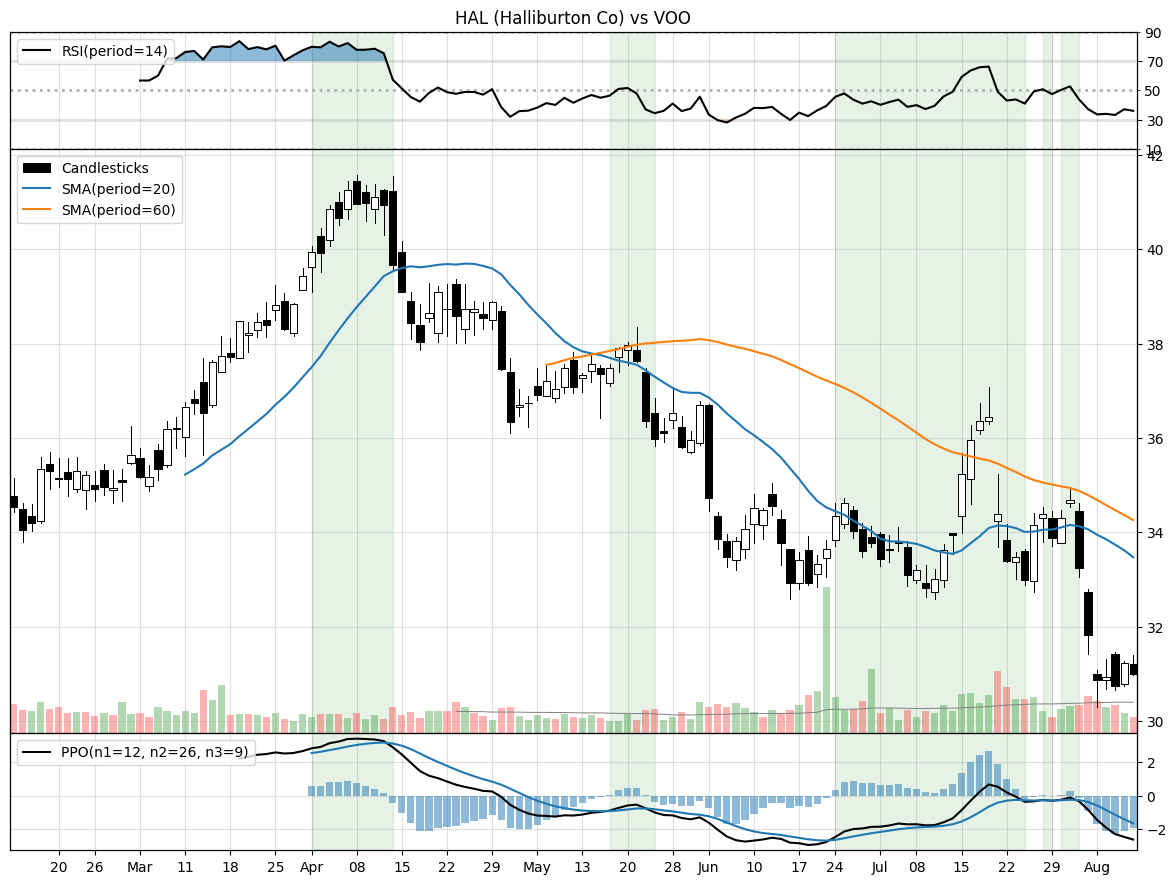 HAL (Halliburton Co) vs VOO
RSI(period=14)
90
70
50
30
10
Candlesticks
SMA(period=20)
SMA(period=60)
42
40
38
36
34
32
30
PPO(n1=12, n2=26, n3=9)
2
0
−2
20 26 Mar 11 18 25 Apr 08 15 22 29 May 13 20 28 Jun 10 17 24 Jul 08 15 22 29 Aug